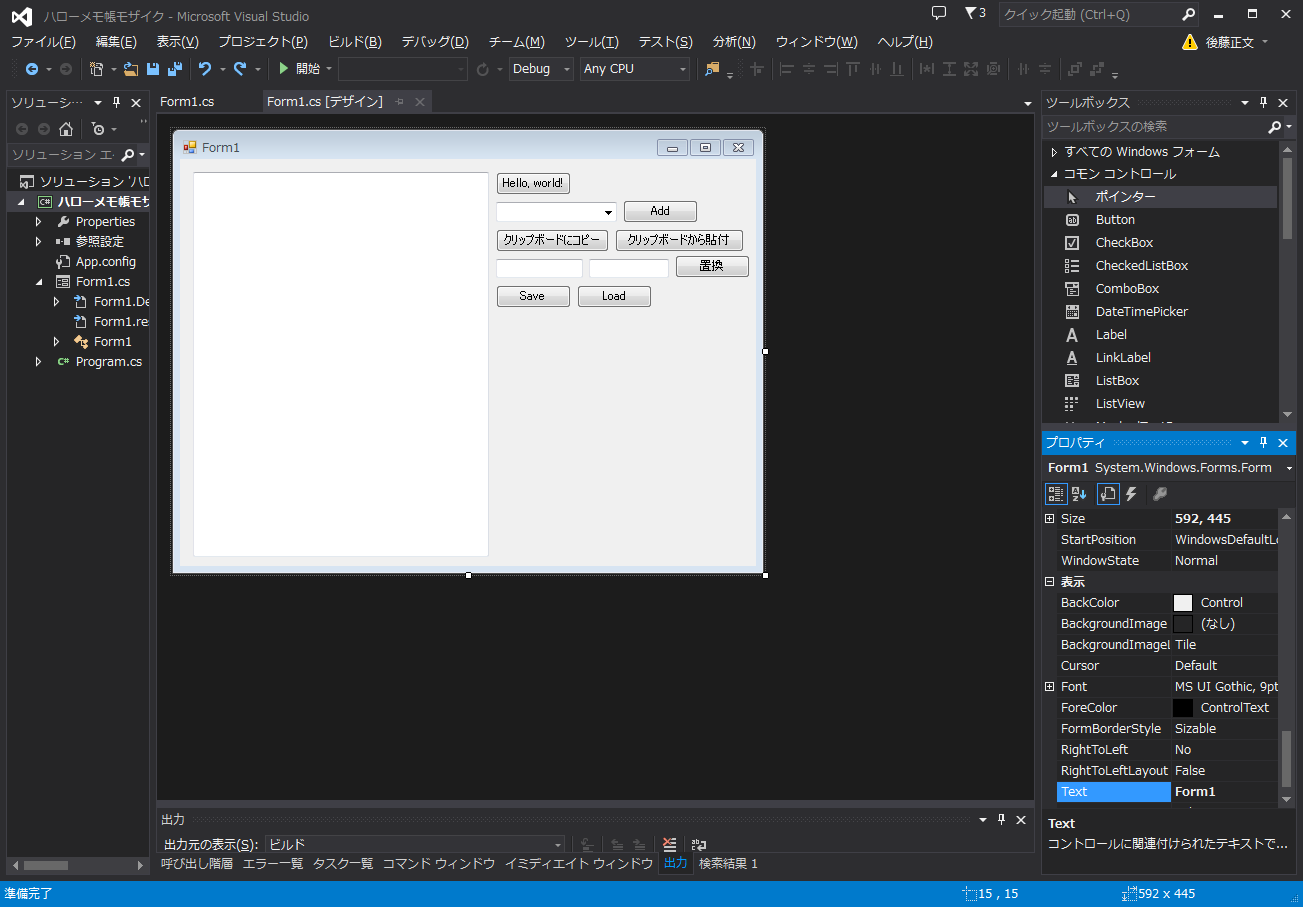 ハローメモ帳モザイク - Microsoft Visual Studio
3
クイック起動 (Ctrl+Q)
ファイル(F) 編集(E) 表示(V) プロジェクト(P) ビルド(B) デバッグ(D) チーム(M) ツール(T) テスト(S) 分析(N) ウィンドウ(W) ヘルプ(H)
後藤正文
開始 Debug Any CPU
ソリューショ…
ソリューション エ
ソリューション 'ハロ
ハローメモ帳モザ
Properties
参照設定
App.config
Form1.cs
Form1.De
Form1.re
Form1
Program.cs
Form1.cs Form1.cs [デザイン]
Form1
Hello, world!
Add
クリップボードにコピー クリップボードから貼付
置換
Save Load
出力
出力元の表示(S): ビルド
呼び出し階層 エラー一覧 タスク一覧 コマンド ウィンドウ イミディエイト ウィンドウ 出力 検索結果 1
ツールボックス
ツールボックスの検索
すべての Windows フォーム
コモン コントロール
ポインター
Button
CheckBox
CheckedListBox
ComboBox
DateTimePicker
Label
LinkLabel
ListBox
ListView
プロパティ
Form1 System.Windows.Forms.Form
Size 592, 445
StartPosition WindowsDefaultLo
WindowState Normal
表示
BackColor Control
BackgroundImage (なし)
BackgroundImageL Tile
Cursor Default
Font MS UI Gothic, 9pt
ForeColor ControlText
FormBorderStyle Sizable
RightToLeft No
RightToLeftLayout False
Text Form1
Text
コントロールに関連付けられたテキストで...
準備完了 15 , 15 592 x 445